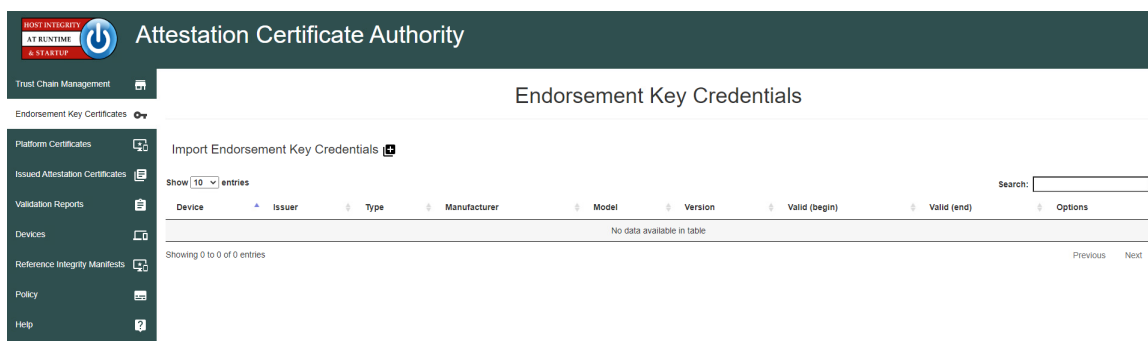 HOST INTEGRITY
AT RUNTIME
& STARTUP
Attestation Certificate Authority
Trust Chain Management
Endorsement Key Certificates
Platform Certificates
Issued Attestation Certificates
Validation Reports
Devices
Reference Integrity Manifests
Policy
Help
Endorsement Key Credentials
Import Endorsement Key Credentials
Show 10 entries
Search:
Device Issuer Type Manufacturer Model Version Valid (begin) Valid (end) Options
No data available in table
Showing 0 to 0 of 0 entries
Previous Next